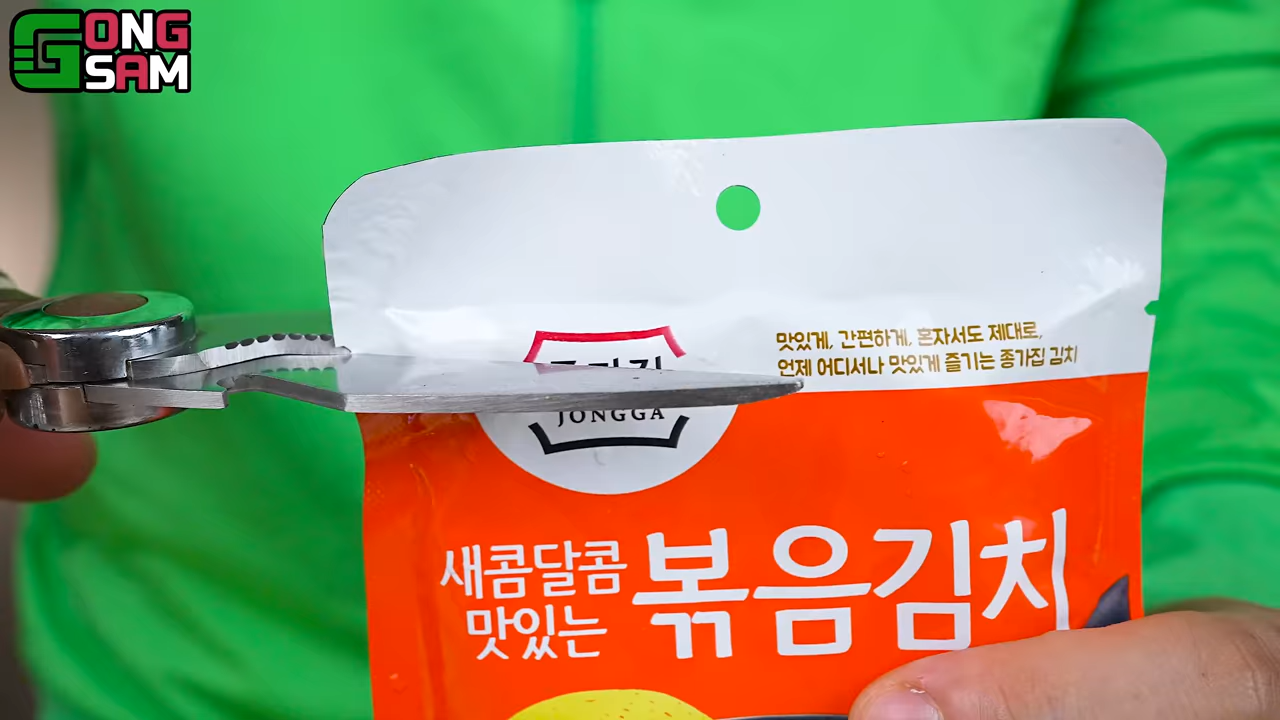 GONG
SAM
맛있게, 간편하게, 혼자서도 제대로,
언제 어디서나 맛있게 즐기는 종가집 김치
JONGGA
새콤달콤
맛있는
볶음김치